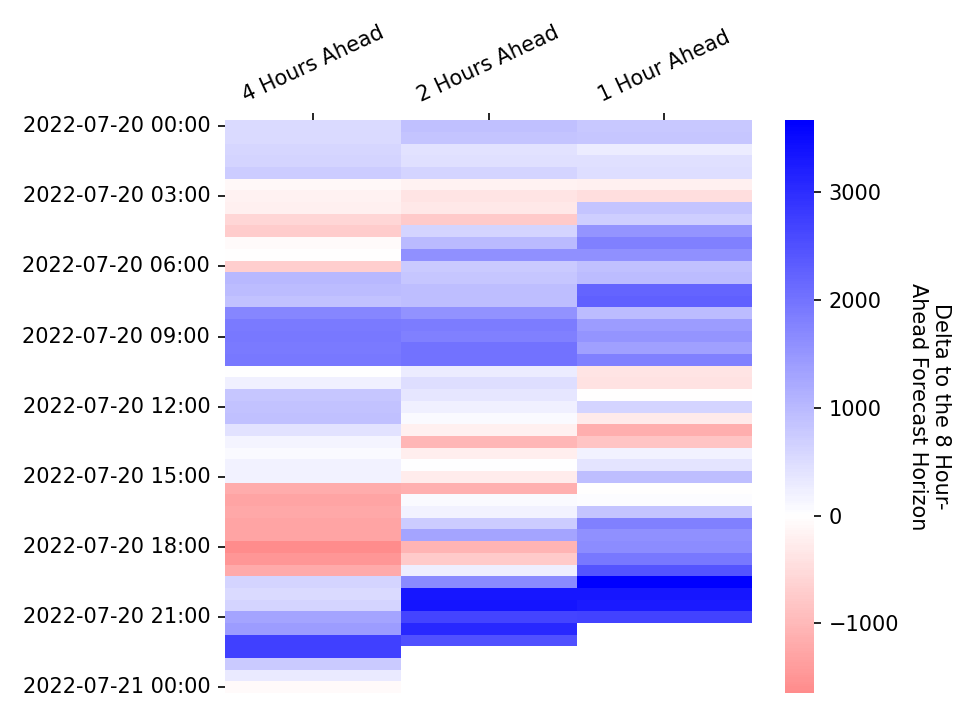 4 Hours Ahead
2 Hours Ahead
1 Hour Ahead
2022-07-20 00:00
2022-07-20 03:00
2022-07-20 06:00
2022-07-20 09:00
2022-07-20 12:00
2022-07-20 15:00
2022-07-20 18:00
2022-07-20 21:00
2022-07-21 00:00
3000
2000
1000
0
−1000
Delta to the 8 Hour-
Ahead Forecast Horizon